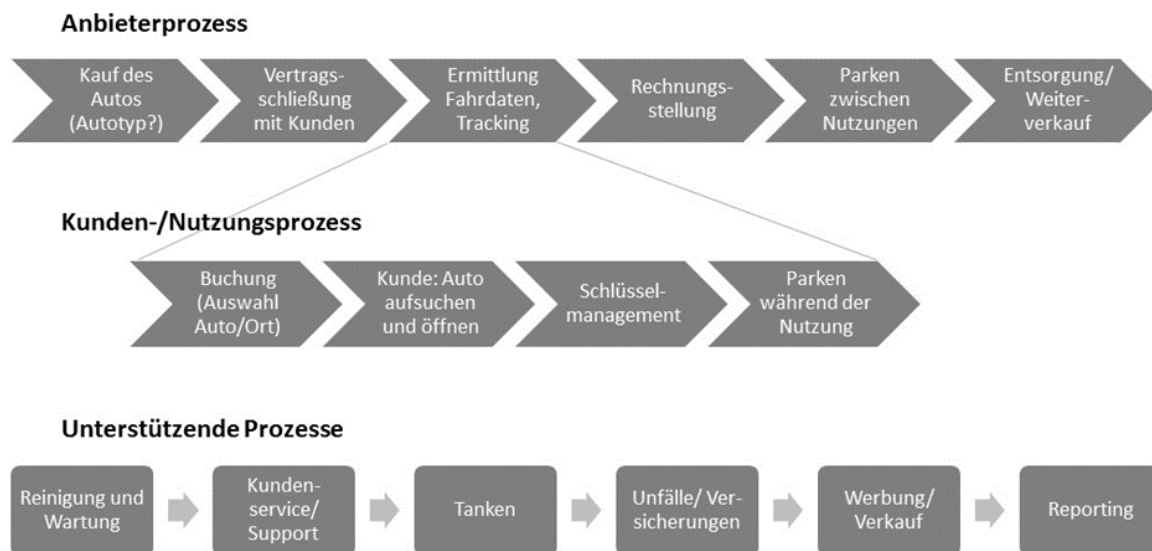 Anbieterprozess
Kauf des
Autos
(Autotyp?)
Vertrags-
schließung
mit Kunden
Ermittlung
Fahrdaten,
Tracking
Rechnungs-
stellung
Parken
zwischen
Nutzungen
Entsorgung/
Weiter-
verkauf
Kunden-/Nutzungsprozess
Buchung
(Auswahl
Auto/Ort)
Kunde: Auto
aufsuchen
und öffnen
Schlüssel-
management
Parken
während der
Nutzung
Unterstützende Prozesse
Reinigung und
Wartung
Kunden-
service/
Support
Tanken
Unfälle/ Ver-
sicherungen
Werbung/
Verkauf
Reporting